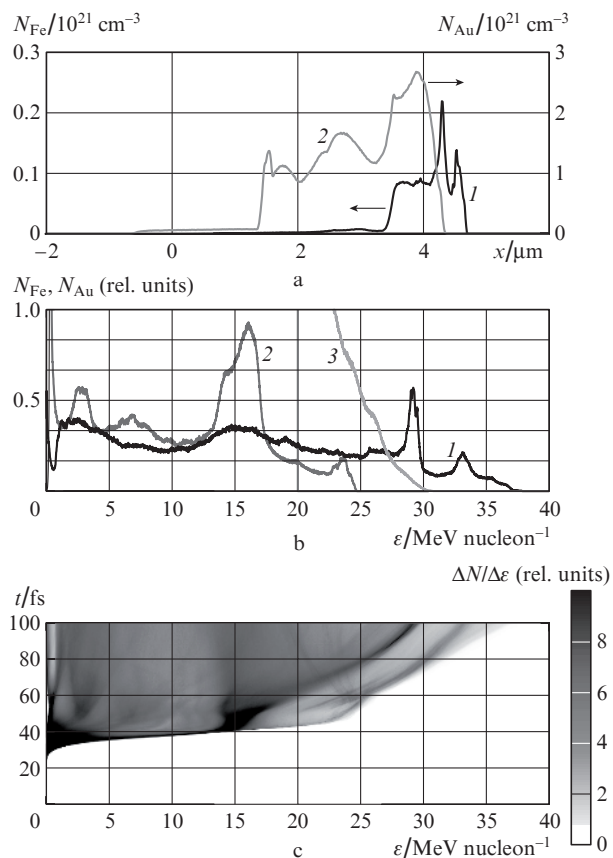 N_Fe/10^21 cm^−3 N_Au/10^21 cm^−3
0.3 3
0.2 2
2
0.1 1
1
0 0
−2 0 2 4 x/μm
a
N_Fe, N_Au (rel. units)
1.0
2 3
0.5
1
0 5 10 15 20 25 30 35 40
b ε/MeV nucleon^−1
ΔN/Δε (rel. units)
t/fs
100
8
80
6
60
4
40
2
20
0 5 10 15 20 25 30 35 40 0
c ε/MeV nucleon^−1